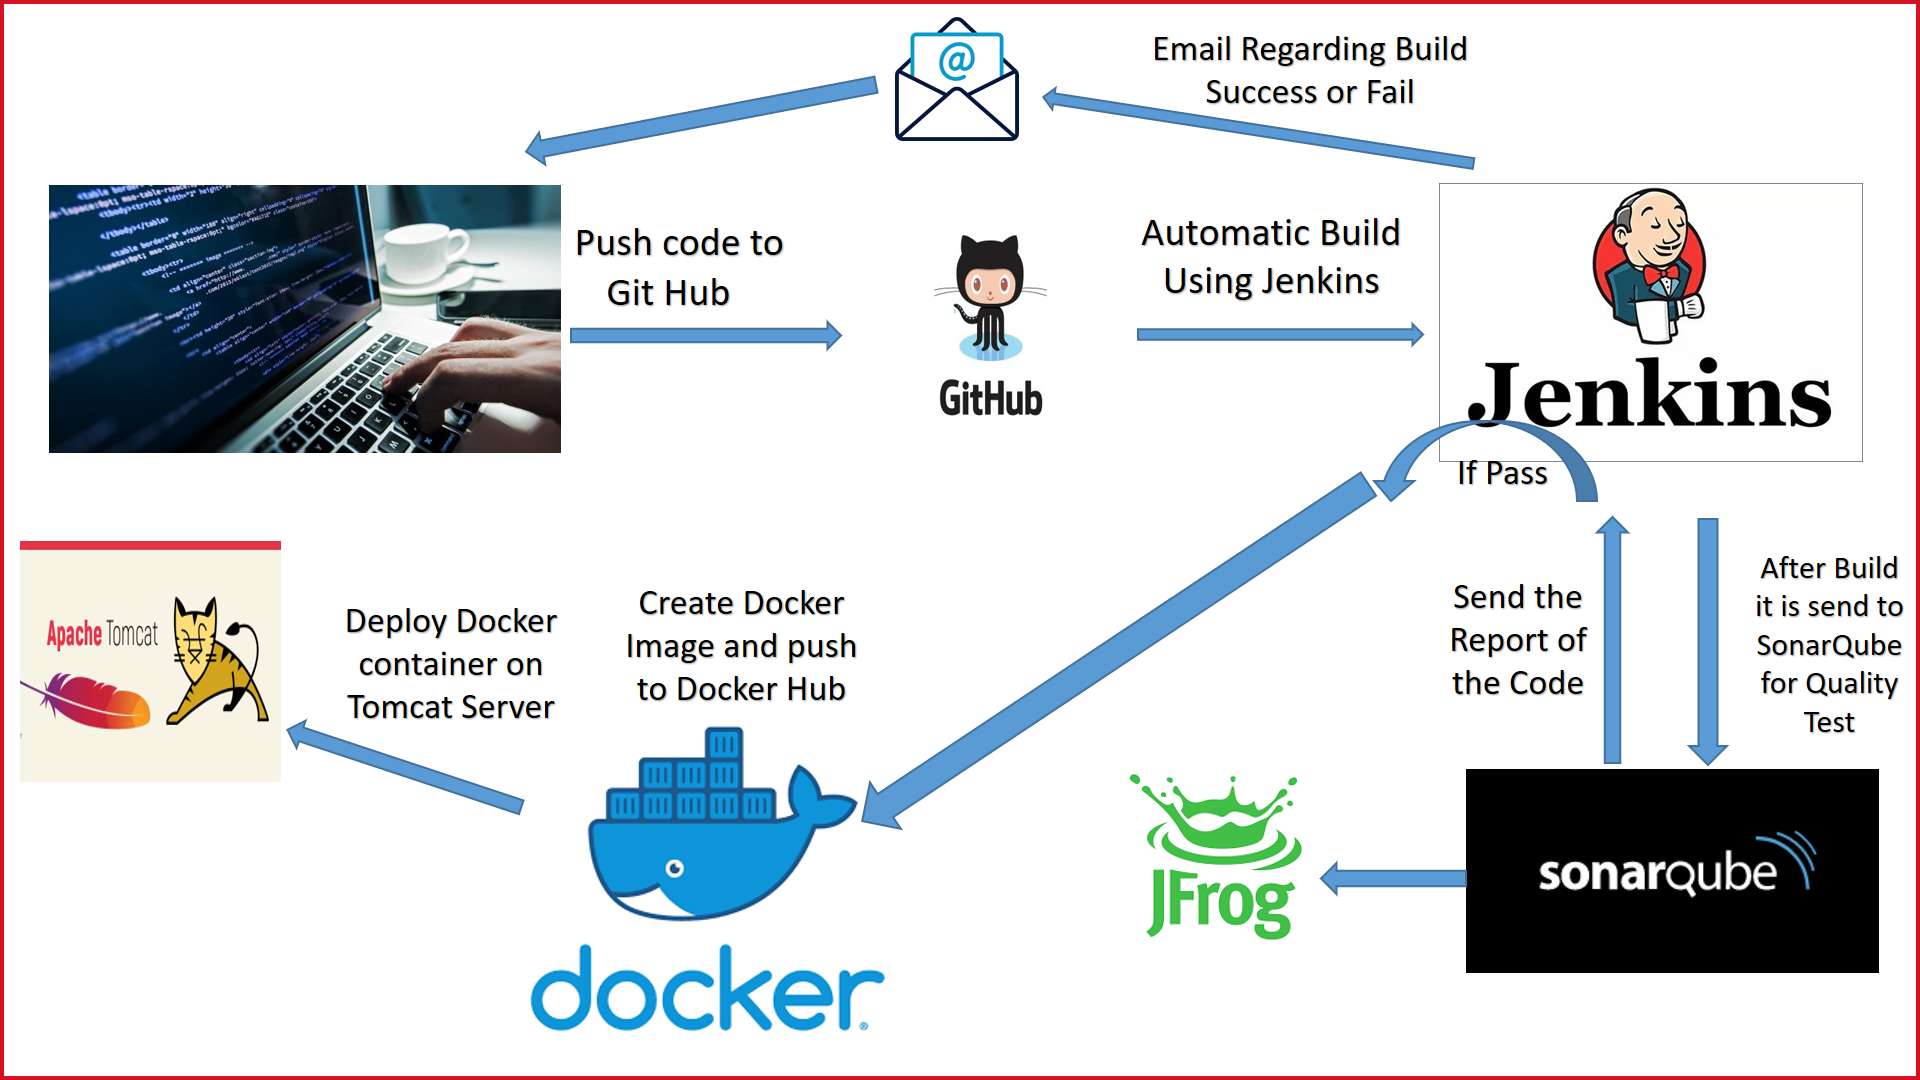 @
Email Regarding Build
Success or Fail
Push code to
Git Hub
GitHub
Automatic Build
Using Jenkins
Jenkins
If Pass
Apache Tomcat
Deploy Docker
container on
Tomcat Server
Create Docker
Image and push
to Docker Hub
docker
®
JFrog
Send the
Report of
the Code
After Build
it is send to
SonarQube
for Quality
Test
sonarqube